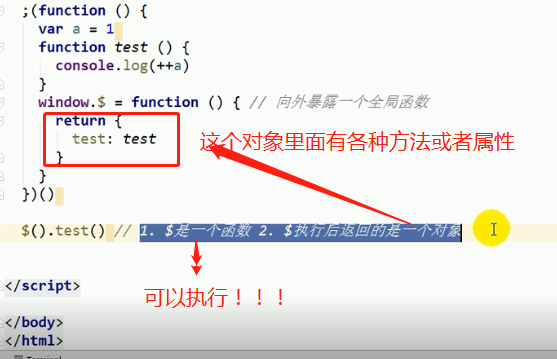 ;(function () {
var a = 1
function test () {
console.log(++a)
}
window.$ = function () { // 向外暴露一个全局函数
return {
test: test
}
}
})()
这个对象里面有各种方法或者属性
$().test() // 1. $是一个函数 2. $执行后返回的是一个对象
可以执行！！！
</script>
</body>
</html>
Terminal